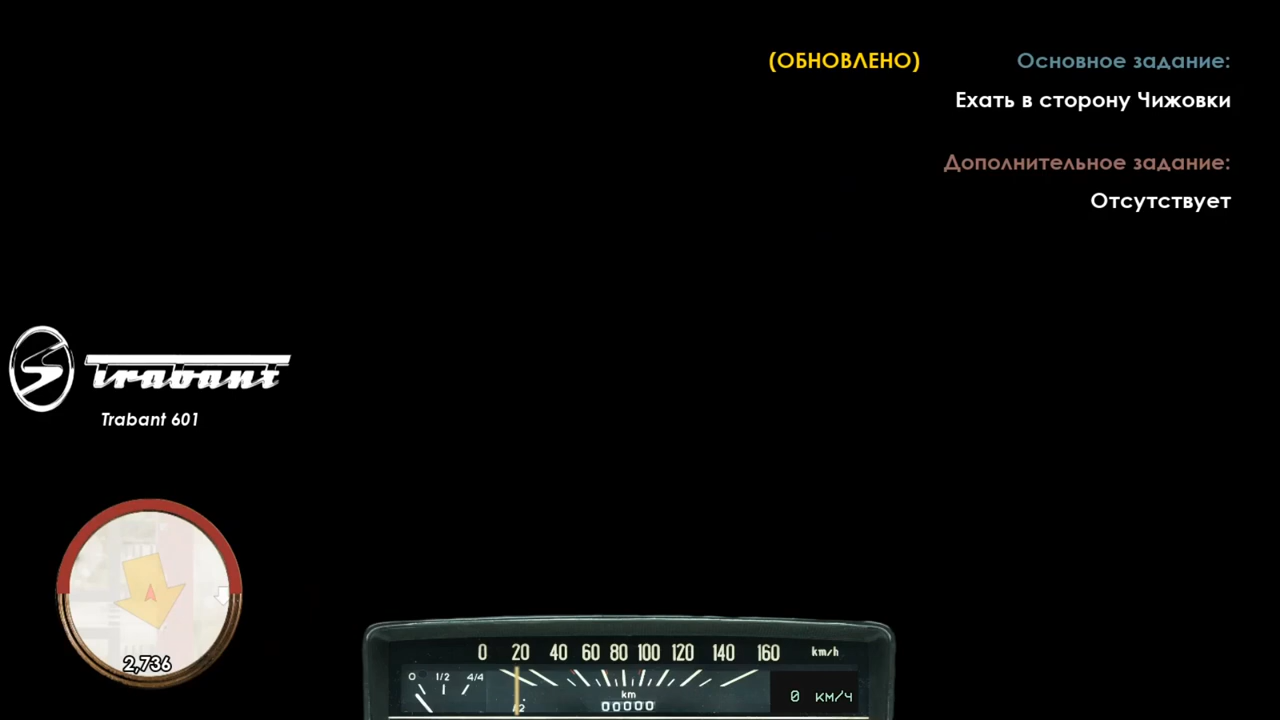 (ОБНОВЛЕНО) Основное задание:
Ехать в сторону Чижовки
Дополнительное задание:
Отсутствует
Trabant
Trabant 601
2,736
0 20 40 60 80 100 120 140 160 km/h
0 1/2 4/4
km
00000
0 КМ/Ч